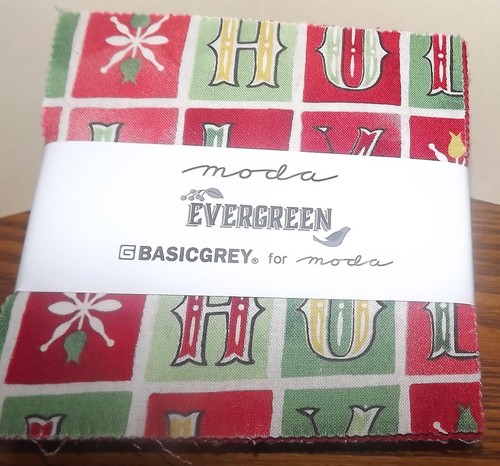 H O L
L Y
moda
EVERGREEN
BASICGREY® for moda
H O L
L Y